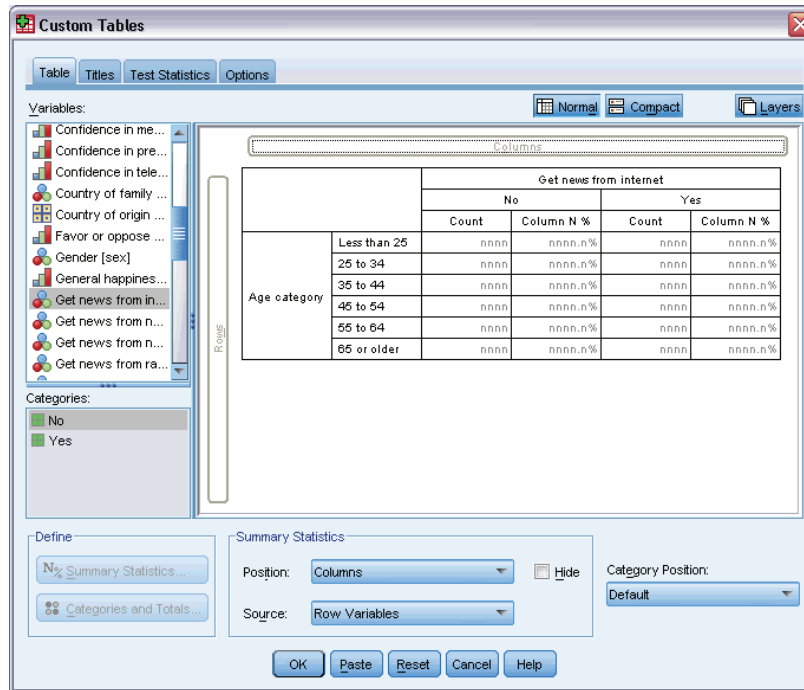 Custom Tables
Table Titles Test Statistics Options
Variables:
Normal Compact Layers
Confidence in me...
Confidence in pre...
Confidence in tele...
Country of family ...
Country of origin ...
Favor or oppose ...
Gender [sex]
General happines...
Get news from in...
Get news from n...
Get news from n...
Get news from ra...
Categories:
No
Yes
Columns
Rows
Get news from internet
No Yes
Count Column N % Count Column N %
Age category
Less than 25 nnnn nnnn.n% nnnn nnnn.n%
25 to 34 nnnn nnnn.n% nnnn nnnn.n%
35 to 44 nnnn nnnn.n% nnnn nnnn.n%
45 to 54 nnnn nnnn.n% nnnn nnnn.n%
55 to 64 nnnn nnnn.n% nnnn nnnn.n%
65 or older nnnn nnnn.n% nnnn nnnn.n%
Define
N% Summary Statistics...
Categories and Totals...
Summary Statistics
Position: Columns Hide
Source: Row Variables
Category Position:
Default
OK Paste Reset Cancel Help